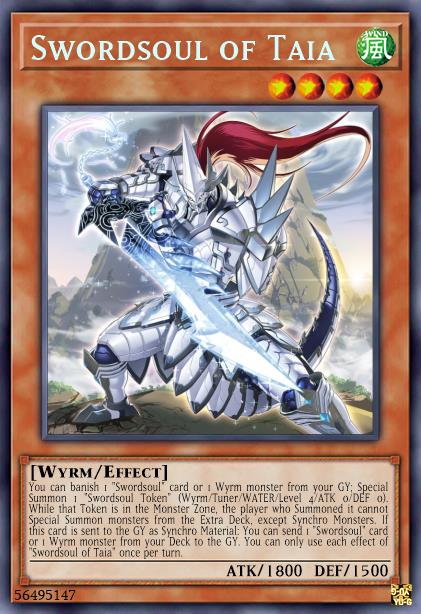 Swordsoul of Taia
WIND
風
[Wyrm/Effect]
You can banish 1 "Swordsoul" card or 1 Wyrm monster from your GY; Special
Summon 1 "Swordsoul Token" (Wyrm/Tuner/WATER/Level 4/ATK 0/DEF 0).
While that Token is in the Monster Zone, the player who Summoned it cannot
Special Summon monsters from the Extra Deck, except Synchro Monsters. If
this card is sent to the GY as Synchro Material: You can send 1 "Swordsoul" card
or 1 Wyrm monster from your Deck to the GY. You can only use each effect of
"Swordsoul of Taia" once per turn.
ATK/1800 DEF/1500
56495147